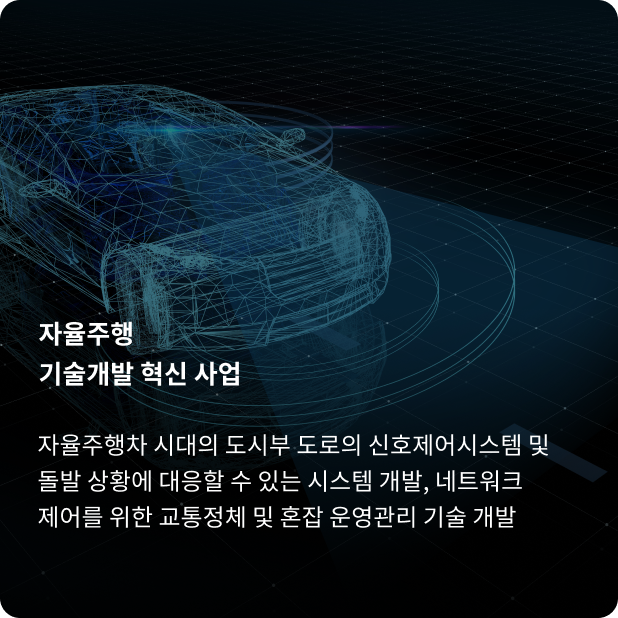 자율주행
기술개발 혁신 사업
자율주행차 시대의 도시부 도로의 신호제어시스템 및
돌발 상황에 대응할 수 있는 시스템 개발, 네트워크
제어를 위한 교통정체 및 혼잡 운영관리 기술 개발